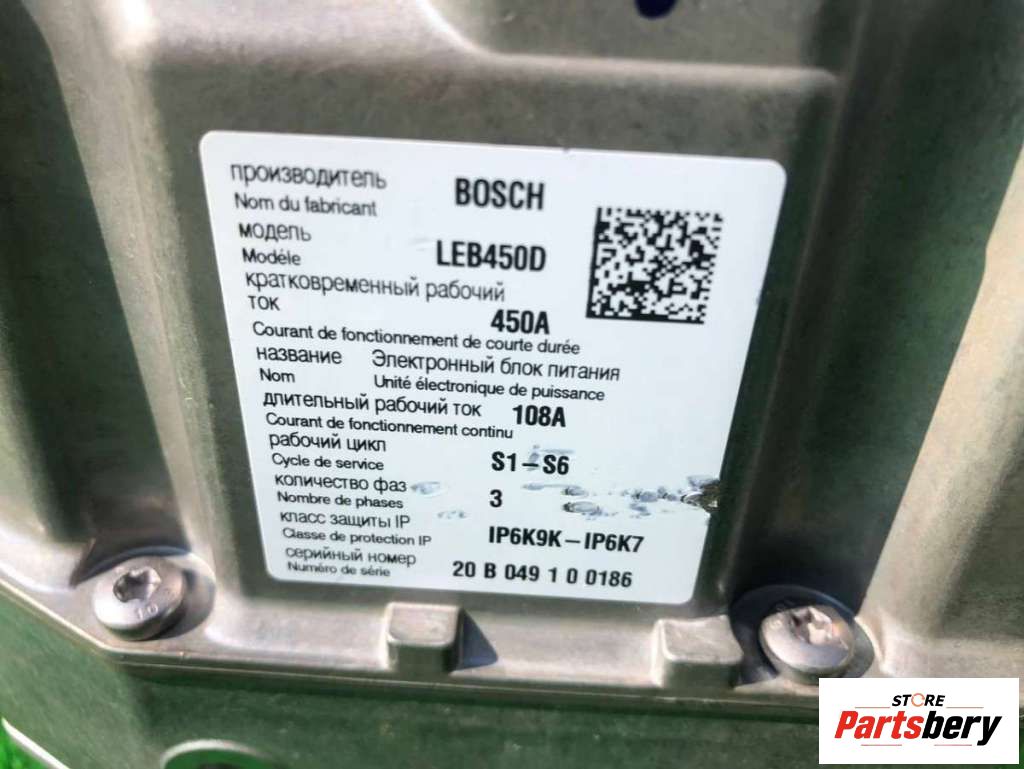 производитель BOSCH
Nom du fabricant
модель
Modéle LEB450D
кратковременный рабочий
ток 450A
Courant de fonctionnement de courte durée
название Электронный блок питания
Nom Unité électronique de puissance
длительный рабочий ток 108A
Courant de fonctionnement continu
рабочий цикл
Cycle de service S1–S6
количество фаз
Nombre de phases 3
класс защиты IP
Classe de protection IP IP6K9K–IP6K7
серийный номер
Numéro de série 20 B 049 1 0 0186
STORE
Partsbery